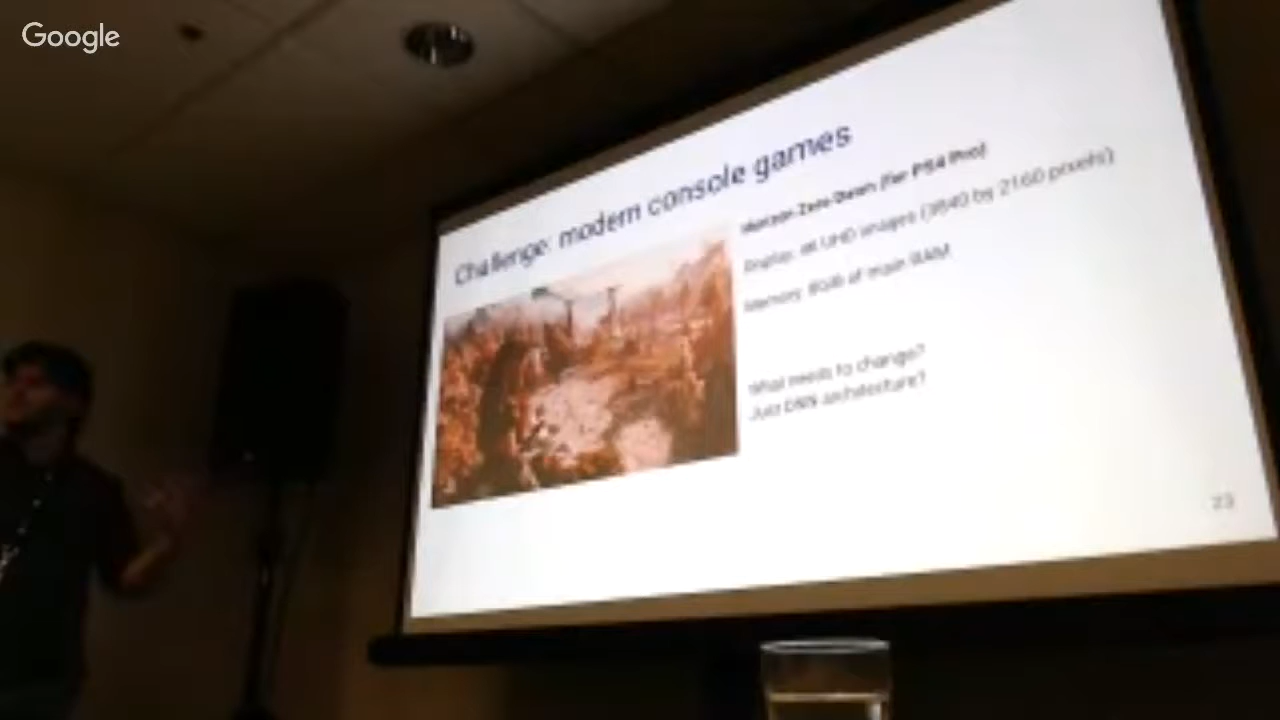 Google
Challenge: modern console games
Horizon Zero Dawn (for PS4 Pro)
Display: 4K UHD images (3840 by 2160 pixels)
Memory: 8GB of main RAM
What needs to change?
Just DNN architecture?
23